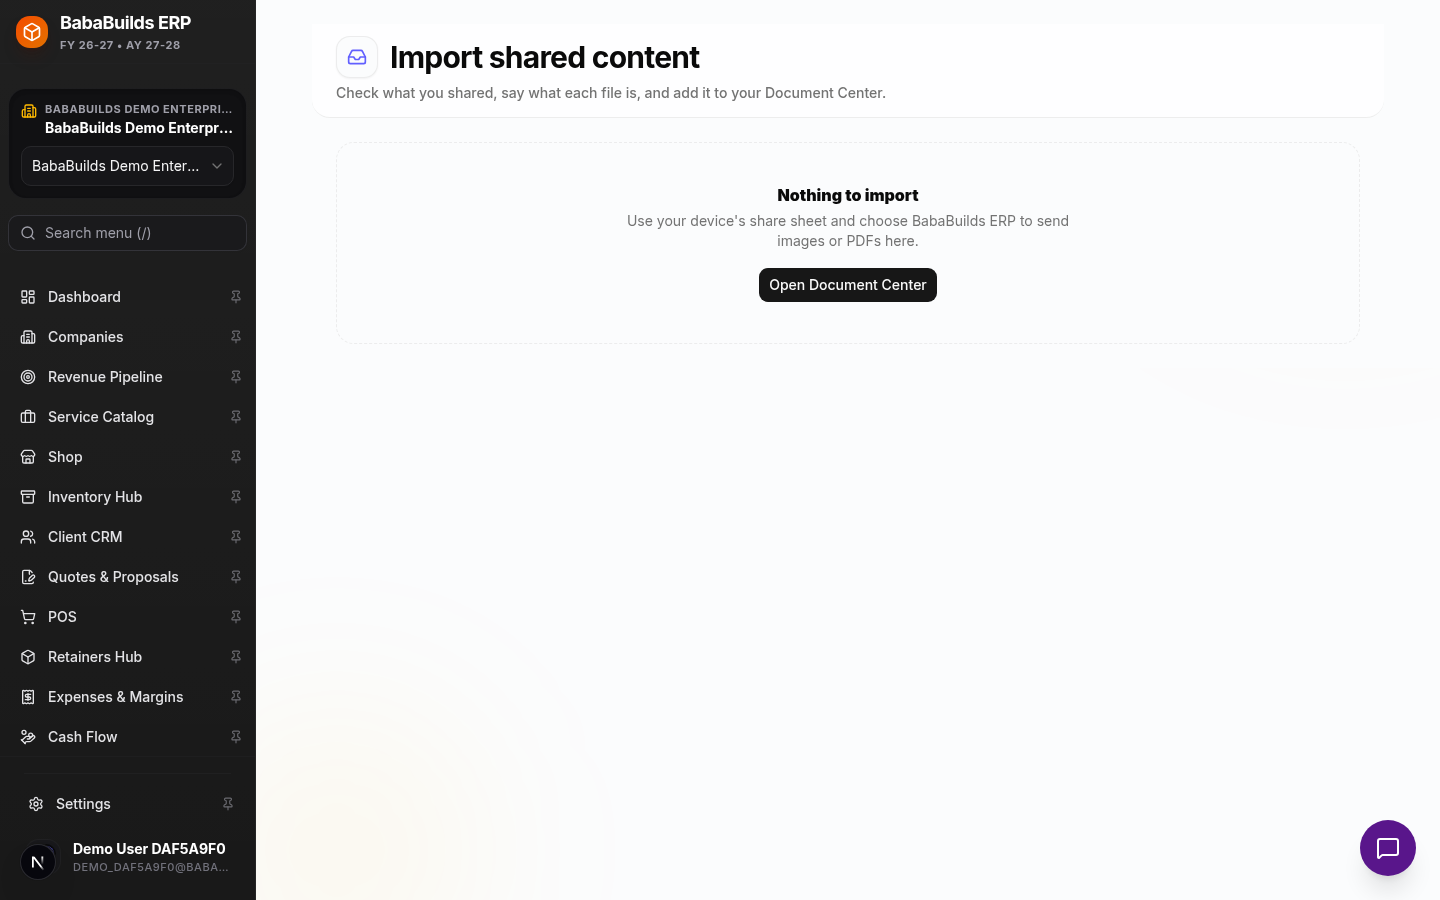 BabaBuilds ERP
FY 26-27 • AY 27-28
BABABUILDS DEMO ENTERPRI...
BabaBuilds Demo Enterpr...
BabaBuilds Demo Enter...
Search menu (/)
Dashboard
Companies
Revenue Pipeline
Service Catalog
Shop
Inventory Hub
Client CRM
Quotes & Proposals
POS
Retainers Hub
Expenses & Margins
Cash Flow
Settings
N
Demo User DAF5A9F0
DEMO_DAF5A9F0@BABA...
Import shared content
Check what you shared, say what each file is, and add it to your Document Center.
Nothing to import
Use your device's share sheet and choose BabaBuilds ERP to send
images or PDFs here.
Open Document Center